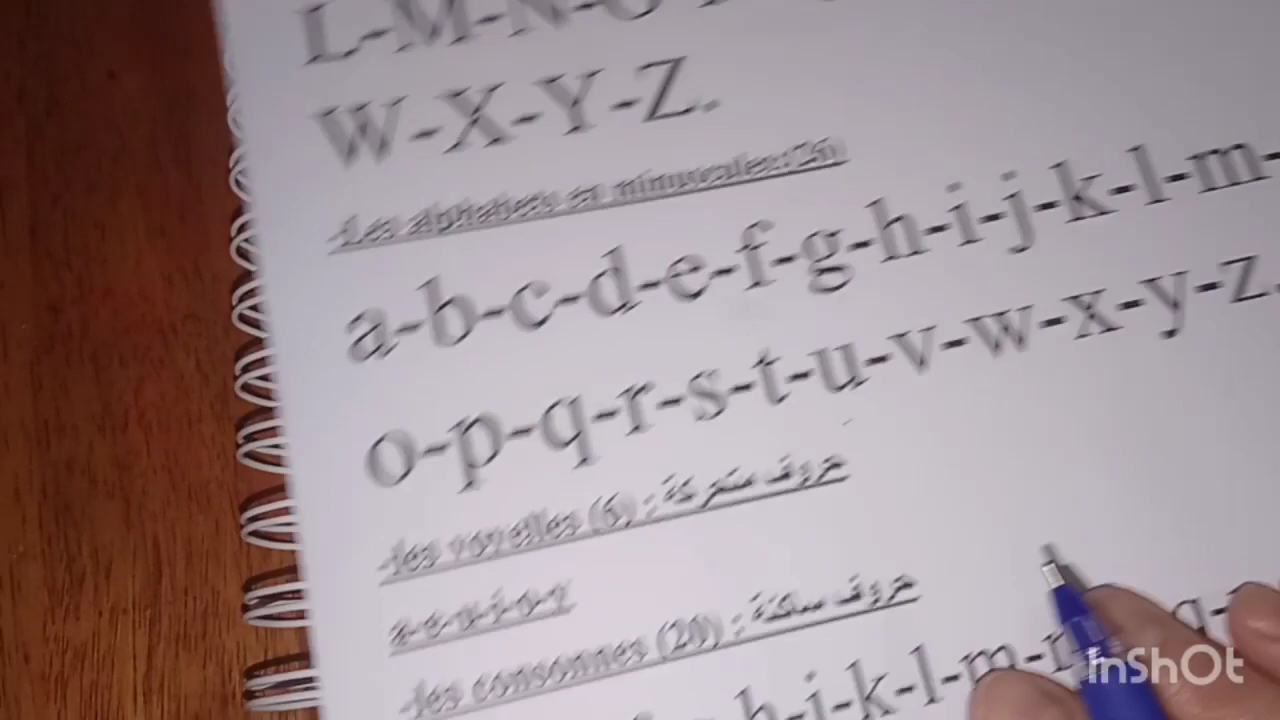 L-M-N-O
W-X-Y-Z.
-Les alphabets en minuscules:(26)
a-b-c-d-e-f-g-h-i-j-k-l-m-
o-p-q-r-s-t-u-v-w-x-y-z.
-les voyelles (6) : حروف متحركة
a-e-u-i-o-y
-les consonnes (20) : حروف ساكنة
h-j-k-l-m-n
q-
InShOt